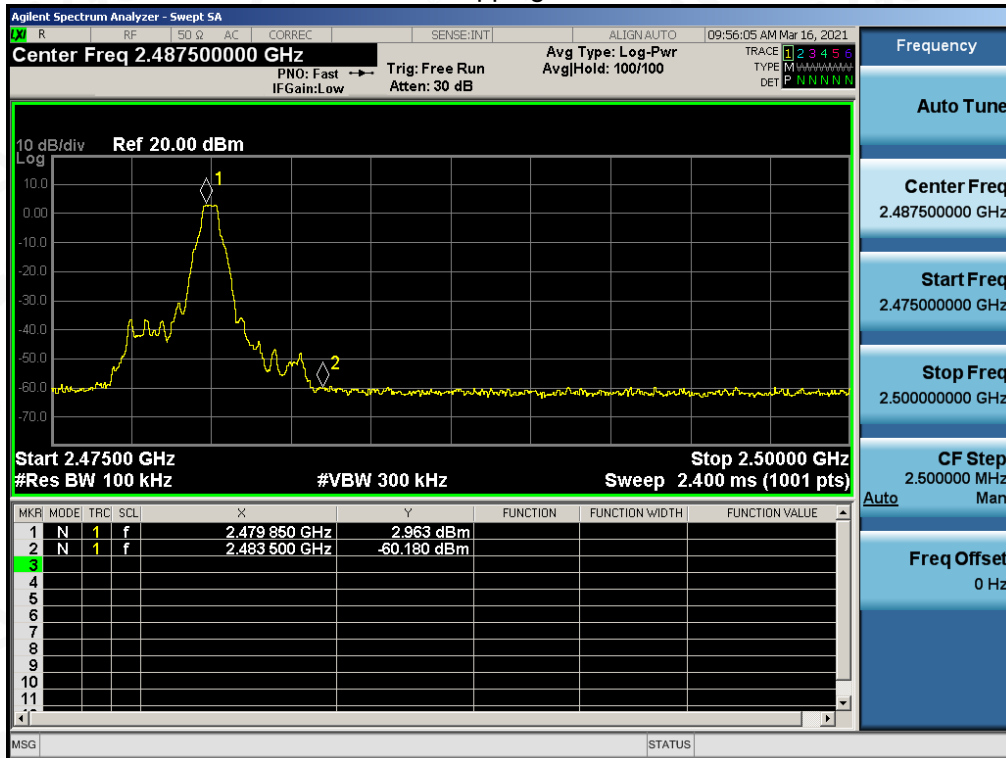 Agilent Spectrum Analyzer - Swept SA
LXI R RF 50 Ω AC CORREC SENSE:INT ALIGN AUTO 09:56:05 AM Mar 16, 2021
Center Freq 2.487500000 GHz
PNO: Fast
IFGain:Low
Trig: Free Run
Atten: 30 dB
Avg Type: Log-Pwr
Avg|Hold: 100/100
TRACE 1 2 3 4 5 6
TYPE M WWWWW
DET P N N N N N
10 dB/div Ref 20.00 dBm
Log
10.0
0.00
-10.0
-20.0
-30.0
-40.0
-50.0
-60.0
-70.0
1
2
Start 2.47500 GHz Stop 2.50000 GHz
#Res BW 100 kHz #VBW 300 kHz Sweep 2.400 ms (1001 pts)
MKR MODE TRC SCL X Y FUNCTION FUNCTION WIDTH FUNCTION VALUE
1 N 1 f 2.479 850 GHz 2.963 dBm
2 N 1 f 2.483 500 GHz -60.180 dBm
3
4
5
6
7
8
9
10
11
MSG STATUS
Frequency
Auto Tune
Center Freq
2.487500000 GHz
Start Freq
2.475000000 GHz
Stop Freq
2.500000000 GHz
CF Step
2.500000 MHz
Auto Man
Freq Offset
0 Hz